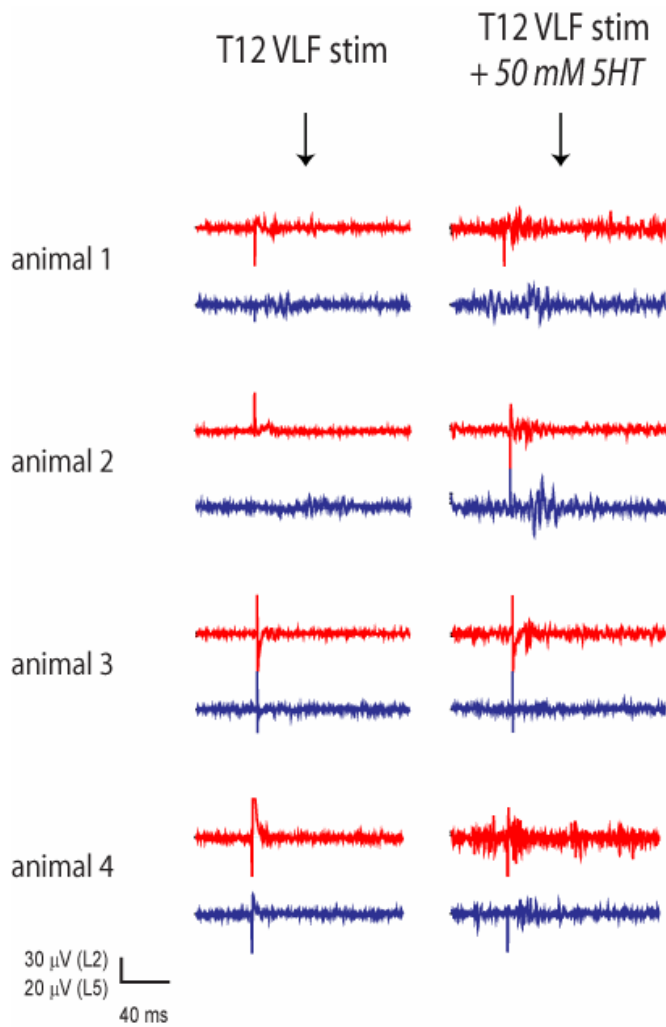 T12 VLF stim
T12 VLF stim
+ 50 mM 5HT
animal 1
animal 2
animal 3
animal 4
30 µV (L2)
20 µV (L5)
40 ms